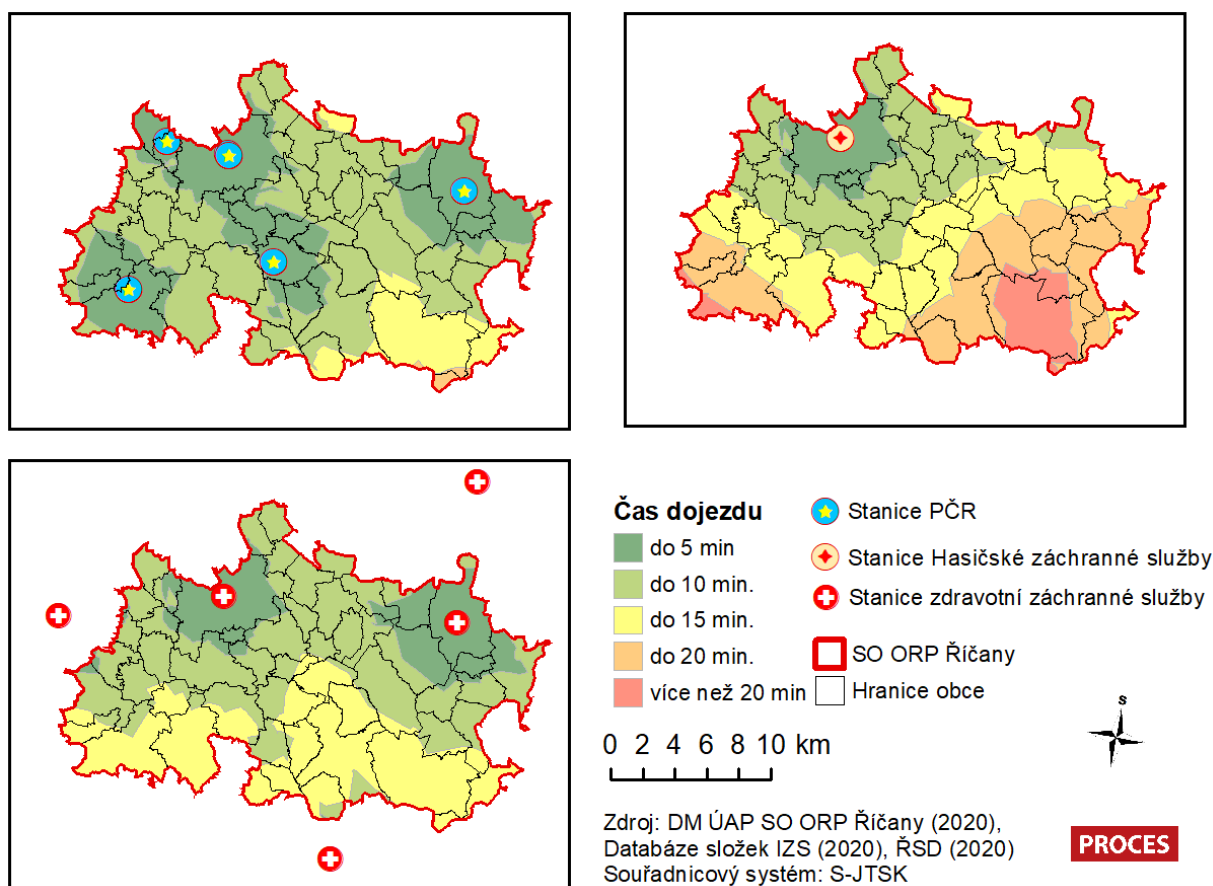 Čas dojezdu
do 5 min
do 10 min.
do 15 min.
do 20 min.
více než 20 min
Stanice PČR
Stanice Hasičské záchranné služby
Stanice zdravotní záchranné služby
SO ORP Říčany
Hranice obce
S
0 2 4 6 8 10 km
Zdroj: DM ÚAP SO ORP Říčany (2020),
Databáze složek IZS (2020), ŘSD (2020)
Souřadnicový systém: S-JTSK
PROCES